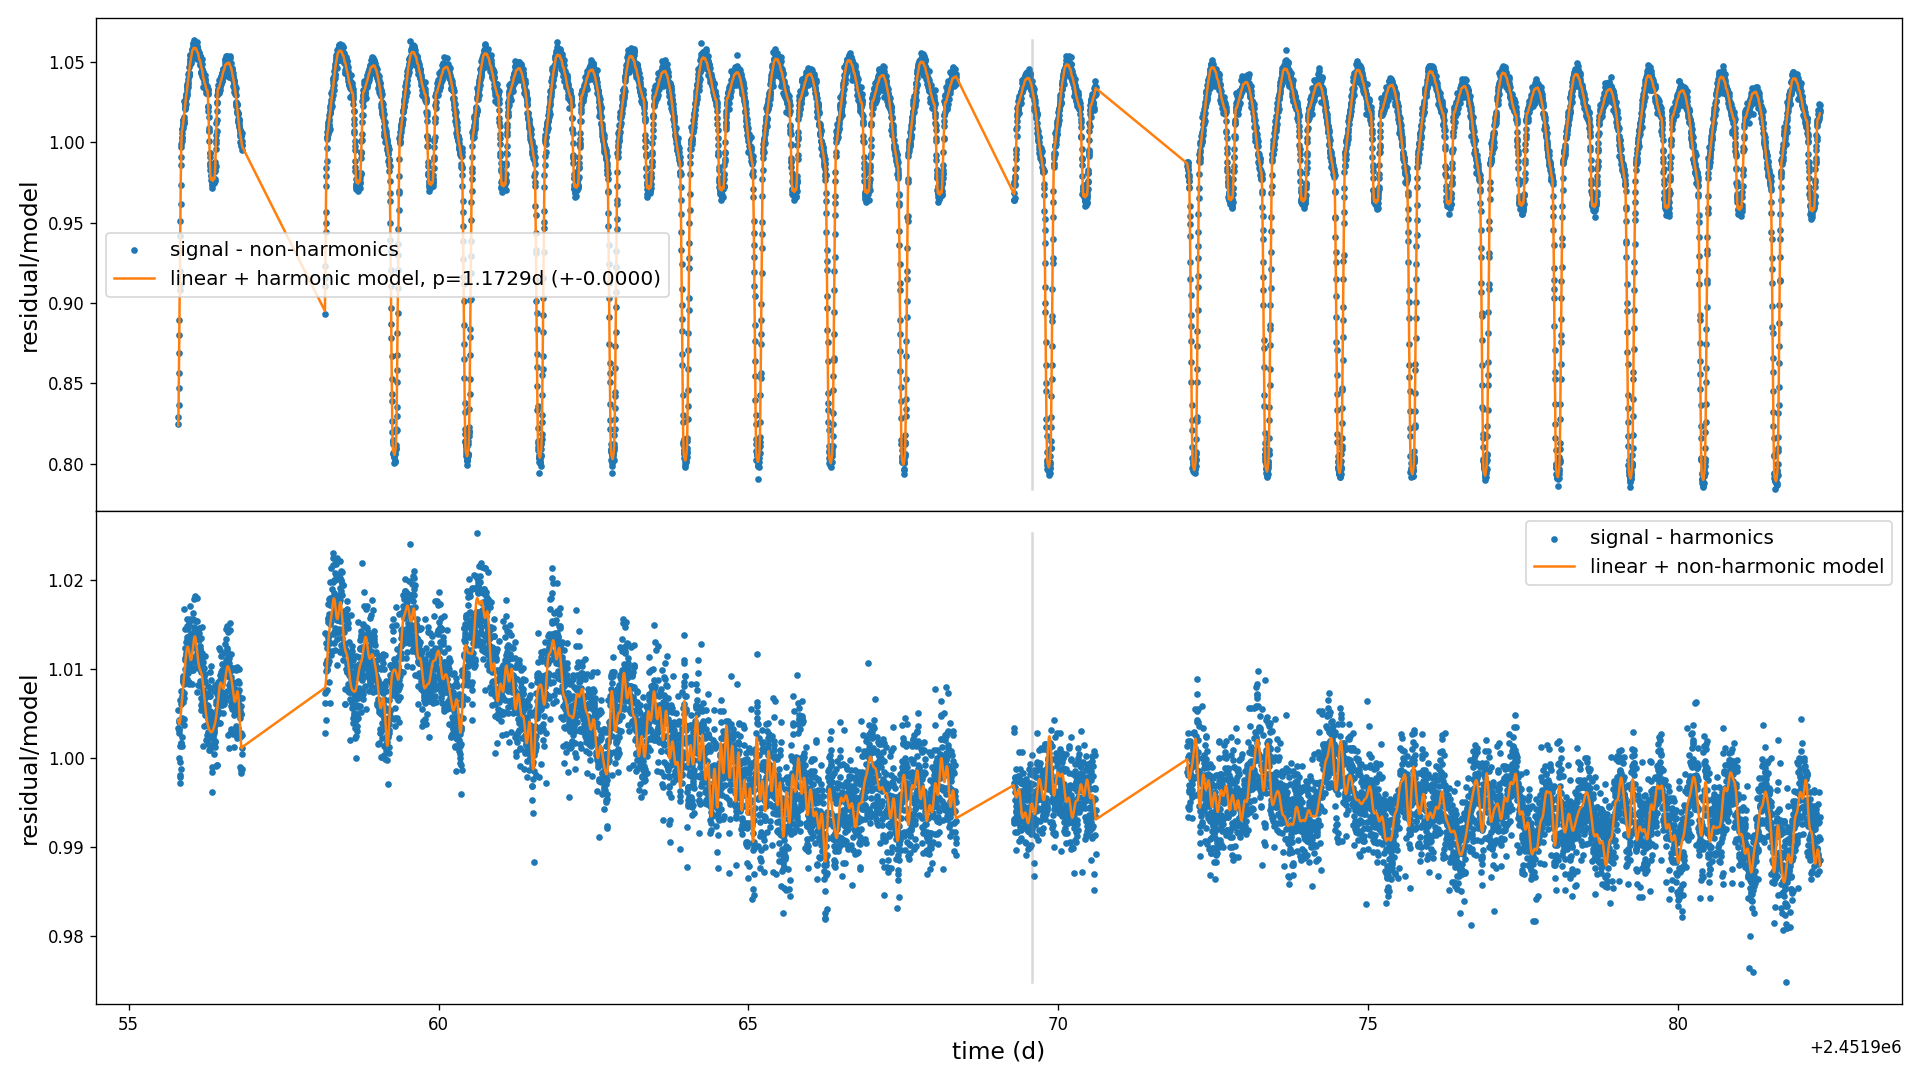 1.05
1.00
0.95
0.90
0.85
0.80
residual/model
signal - non-harmonics
linear + harmonic model, p=1.1729d (+-0.0000)
1.02
1.01
1.00
0.99
0.98
residual/model
signal - harmonics
linear + non-harmonic model
55
60
65
70
75
80
time (d)
+2.4519e6